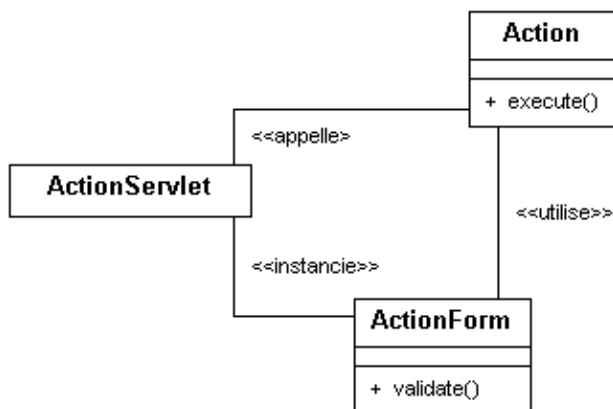 Action
+ execute()
<<appelle>
ActionServlet
<<utilise>>
<<instancie>>
ActionForm
+ validate()